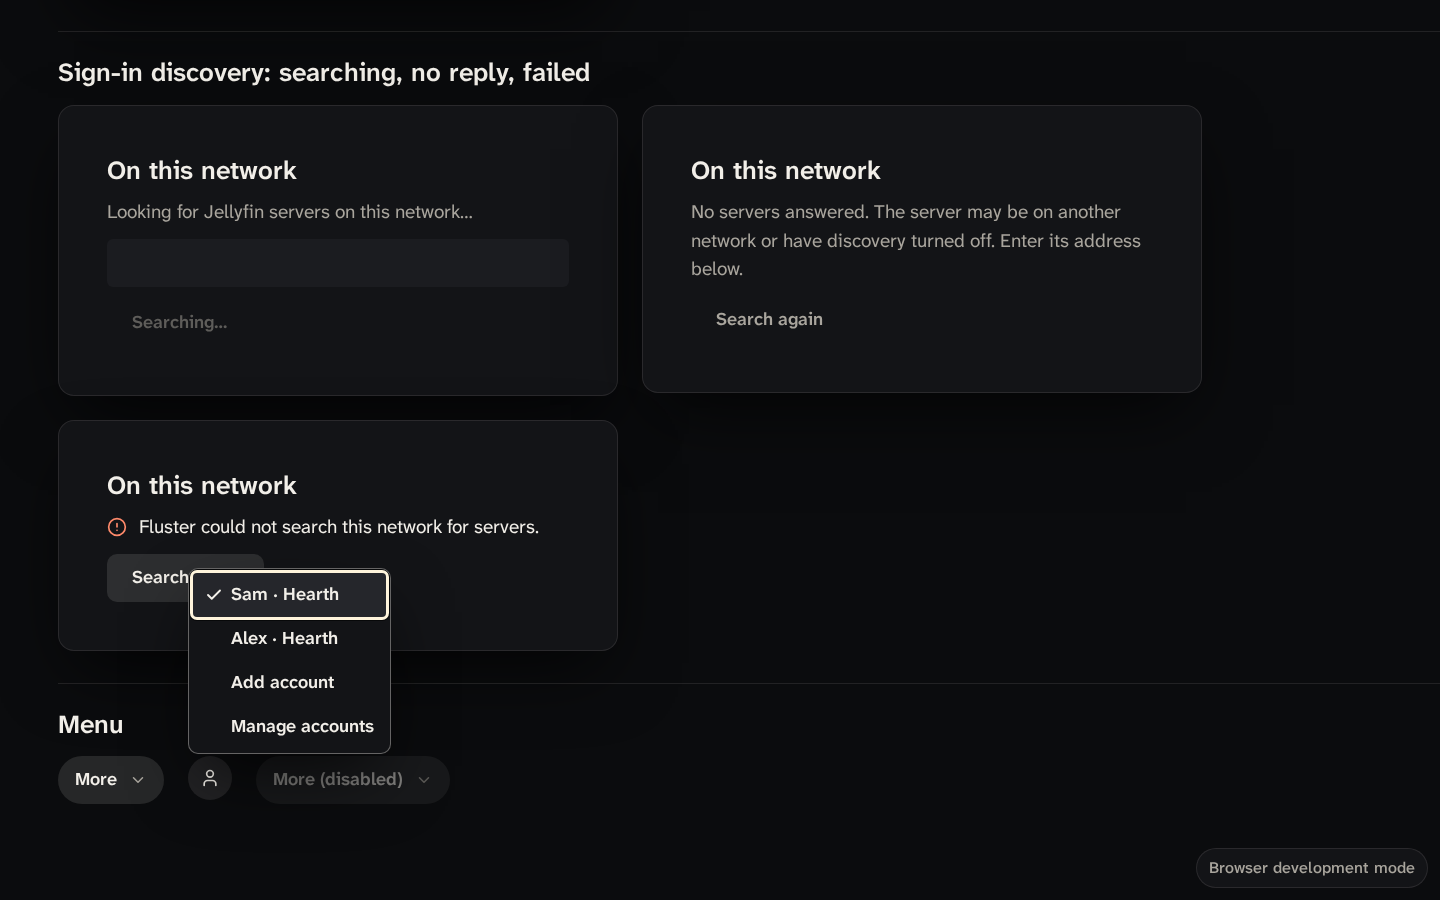 Sign-in discovery: searching, no reply, failed
On this network
Looking for Jellyfin servers on this network...
Searching...
On this network
No servers answered. The server may be on another
network or have discovery turned off. Enter its address
below.
Search again
On this network
Fluster could not search this network for servers.
Search
Sam · Hearth
Alex · Hearth
Add account
Manage accounts
Menu
More
More (disabled)
Browser development mode